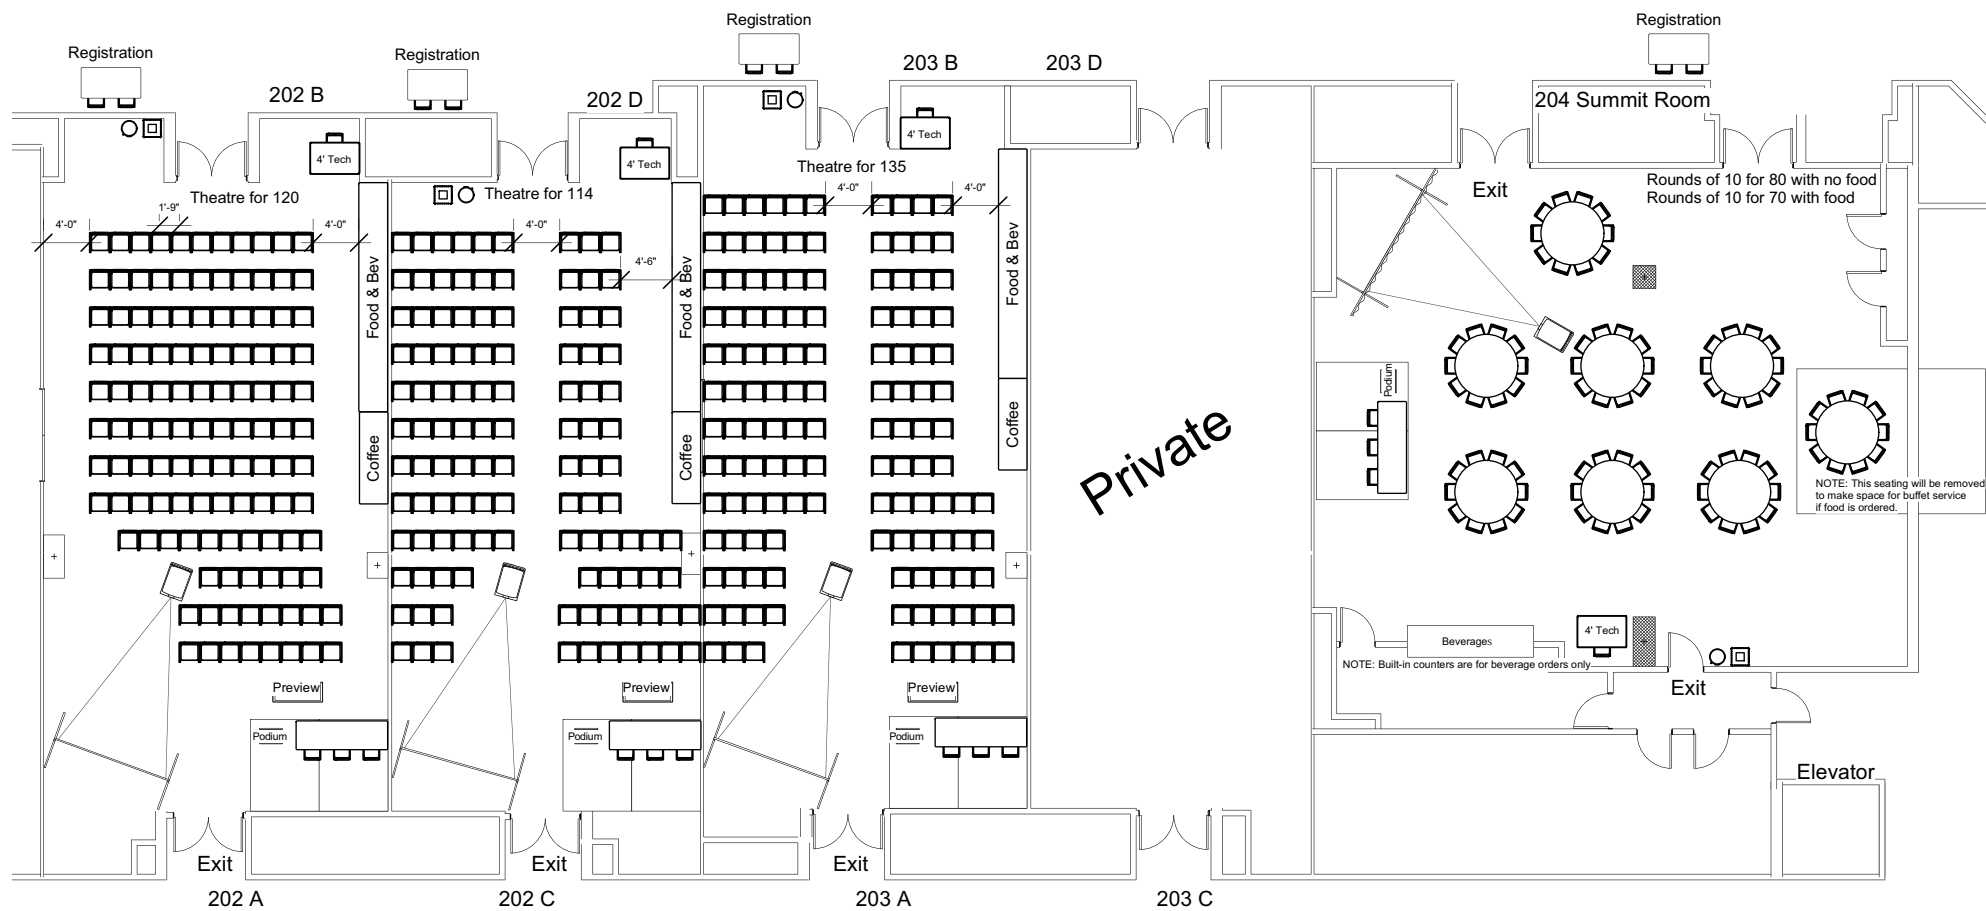 Registration
Registration
Registration
Registration
202 B
202 D
203 B
203 D
204 Summit Room
4' Tech
4' Tech
4' Tech
Theatre for 120
Theatre for 114
Theatre for 135
Exit
Rounds of 10 for 80 with no food
Rounds of 10 for 70 with food
4'-0"
1'-9"
4'-0"
4'-0"
4'-6"
4'-0"
4'-0"
Food & Bev
Food & Bev
Food & Bev
Coffee
Coffee
Coffee
Private
Podium
NOTE: This seating will be removed
to make space for buffet service
if food is ordered.
4' Tech
Beverages
NOTE: Built-in counters are for beverage orders only
Exit
Preview
Preview
Preview
Podium
Podium
Podium
Elevator
Exit
Exit
Exit
202 A
202 C
203 A
203 C